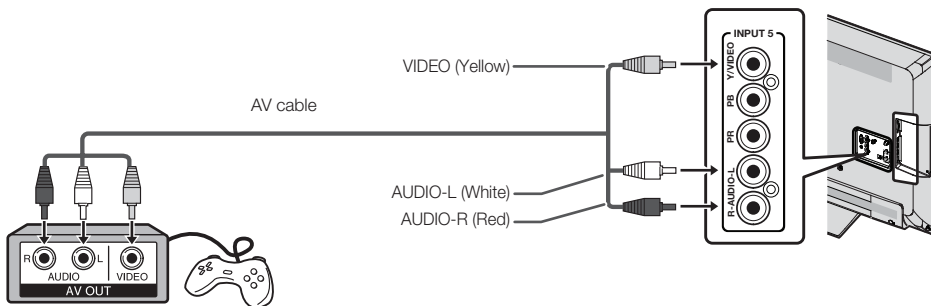 INPUT 5
VIDEO (Yellow)
Y/VIDEO
PB
AV cable
PR
AUDIO-L (White)
AUDIO-R (Red)
R-AUDIO-L
R
L
AUDIO
VIDEO
AV OUT